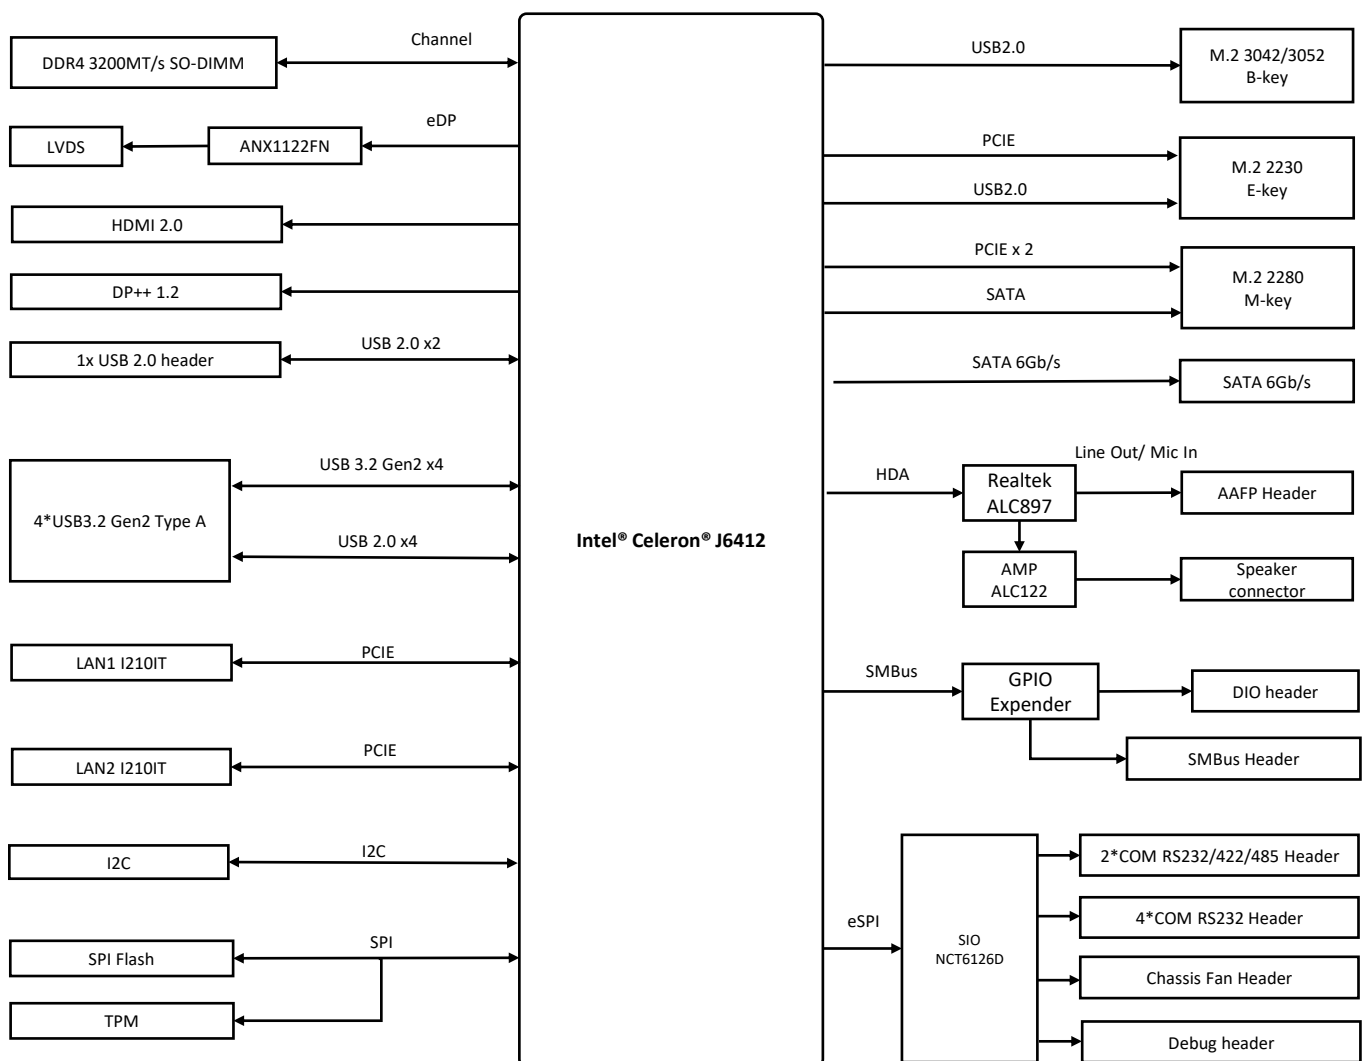 Channel
DDR4 3200MT/s SO-DIMM
eDP
LVDS
ANX1122FN
HDMI 2.0
DP++ 1.2
USB 2.0 x2
1x USB 2.0 header
USB 3.2 Gen2 x4
4*USB3.2 Gen2 Type A
USB 2.0 x4
PCIE
LAN1 I210IT
PCIE
LAN2 I210IT
I2C
I2C
SPI
SPI Flash
TPM
Intel® Celeron® J6412
USB2.0
M.2 3042/3052
B-key
PCIE
USB2.0
M.2 2230
E-key
PCIE x 2
SATA
M.2 2280
M-key
SATA 6Gb/s
SATA 6Gb/s
HDA
Realtek
ALC897
Line Out/ Mic In
AAFP Header
AMP
ALC122
Speaker
connector
SMBus
GPIO
Expender
DIO header
SMBus Header
eSPI
SIO
NCT6126D
2*COM RS232/422/485 Header
4*COM RS232 Header
Chassis Fan Header
Debug header